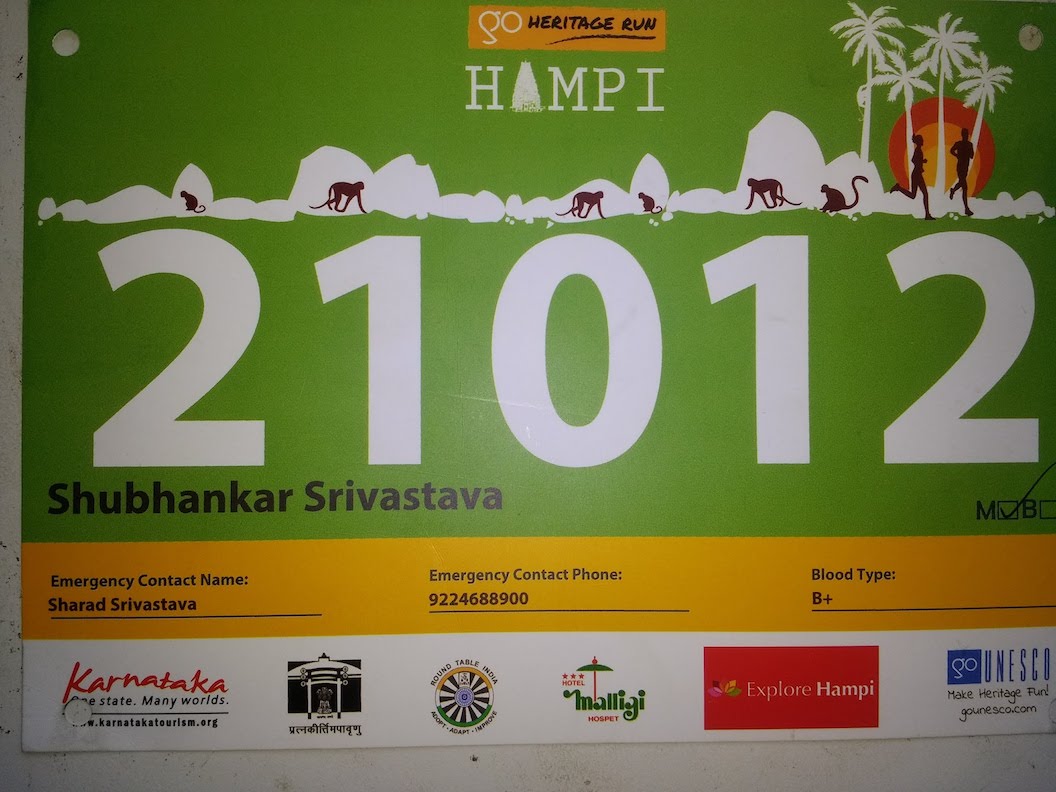 go HERITAGE RUN
HAMPI
21012
Shubhankar Srivastava
M B
Emergency Contact Name:
Sharad Srivastava
Emergency Contact Phone:
9224688900
Blood Type:
B+
Karnataka
One state. Many worlds.
www.karnatakatourism.org
प्रत्नकीर्त्तिमपावृणु
ROUND TABLE INDIA
ADOPT - ADAPT - IMPROVE
HOTEL
Malligi
HOSPET
Explore Hampi
go UNESCO
Make Heritage Fun!
gounesco.com